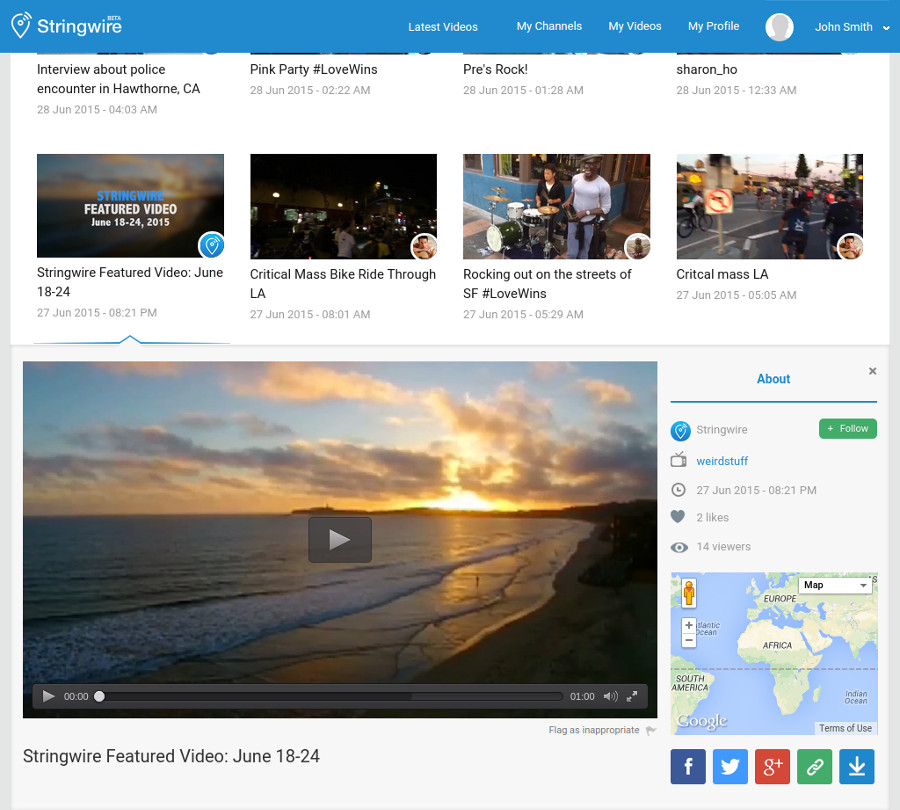 Stringwire BETA
Latest Videos My Channels My Videos My Profile John Smith
Interview about police
encounter in Hawthorne, CA
28 Jun 2015 - 04:03 AM
Pink Party #LoveWins
28 Jun 2015 - 02:22 AM
Pre's Rock!
28 Jun 2015 - 01:28 AM
sharon_ho
28 Jun 2015 - 12:33 AM
STRINGWIRE
FEATURED VIDEO
June 18-24, 2015
Stringwire Featured Video: June
18-24
27 Jun 2015 - 08:21 PM
Critical Mass Bike Ride Through
LA
27 Jun 2015 - 08:01 AM
Rocking out on the streets of
SF #LoveWins
27 Jun 2015 - 05:29 AM
Critcal mass LA
27 Jun 2015 - 05:05 AM
00:00 01:00
Flag as inappropriate
Stringwire Featured Video: June 18-24
About ×
Stringwire + Follow
weirdstuff
27 Jun 2015 - 08:21 PM
2 likes
14 viewers
Map
+
−
EUROPE
AFRICA
SOUTH
AMERICA
Indian
Ocean
Google
Terms of Use
f g+